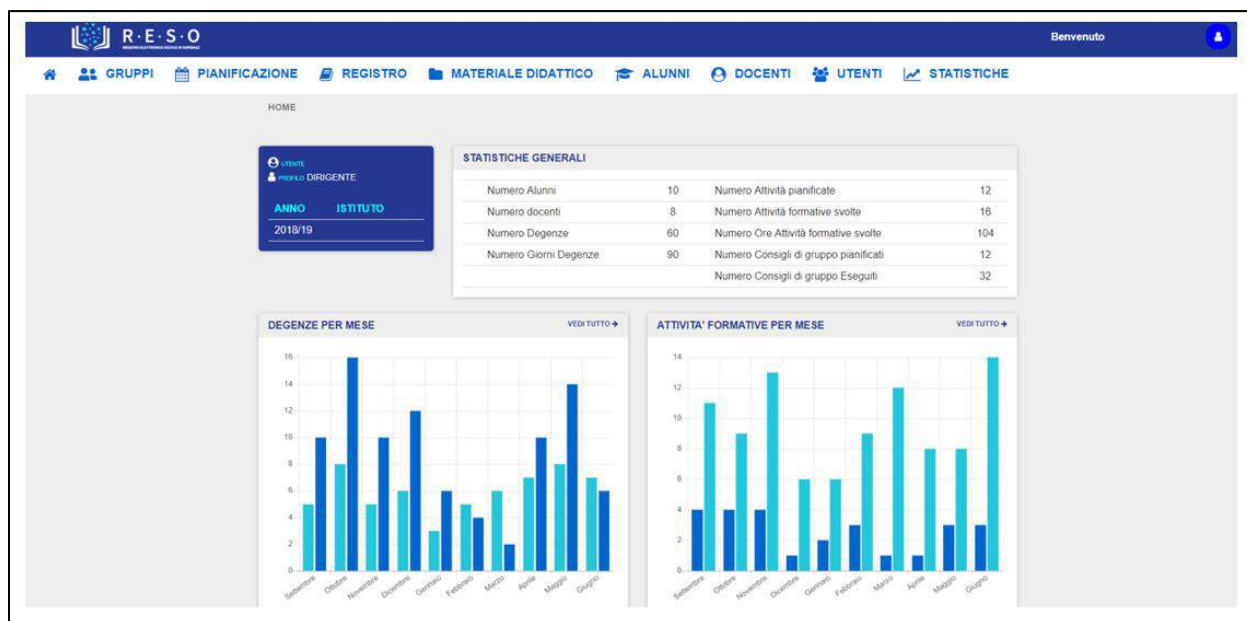 R·E·S·O
REGISTRO ELETTRONICO SCUOLE IN OSPEDALE
Benvenuto
GRUPPI PIANIFICAZIONE REGISTRO MATERIALE DIDATTICO ALUNNI DOCENTI UTENTI STATISTICHE
HOME
UTENTE
PROFILO DIRIGENTE
ANNO ISTITUTO
2018/19
STATISTICHE GENERALI
Numero Alunni 10 Numero Attività pianificate 12
Numero docenti 8 Numero Attività formative svolte 16
Numero Degenze 60 Numero Ore Attività formative svolte 104
Numero Giorni Degenze 90 Numero Consigli di gruppo pianificati 12
Numero Consigli di gruppo Eseguiti 32
DEGENZE PER MESE VEDI TUTTO
16
14
12
10
8
6
4
2
0
Settembre Ottobre Novembre Dicembre Gennaio Febbraio Marzo Aprile Maggio Giugno
ATTIVITA' FORMATIVE PER MESE VEDI TUTTO
14
12
10
8
6
4
2
0
Settembre Ottobre Novembre Dicembre Gennaio Febbraio Marzo Aprile Maggio Giugno